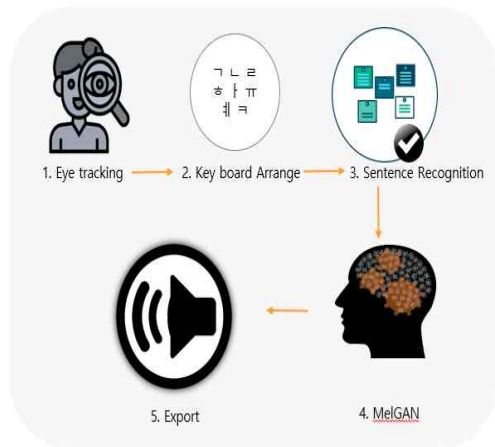 ㄱ ㄴ ㄹ
ㅎ ㅏ ㅠ
ㅖ ㅋ
1. Eye tracking
2. Key board Arrange
3. Sentence Recognition
5. Export
4. MelGAN